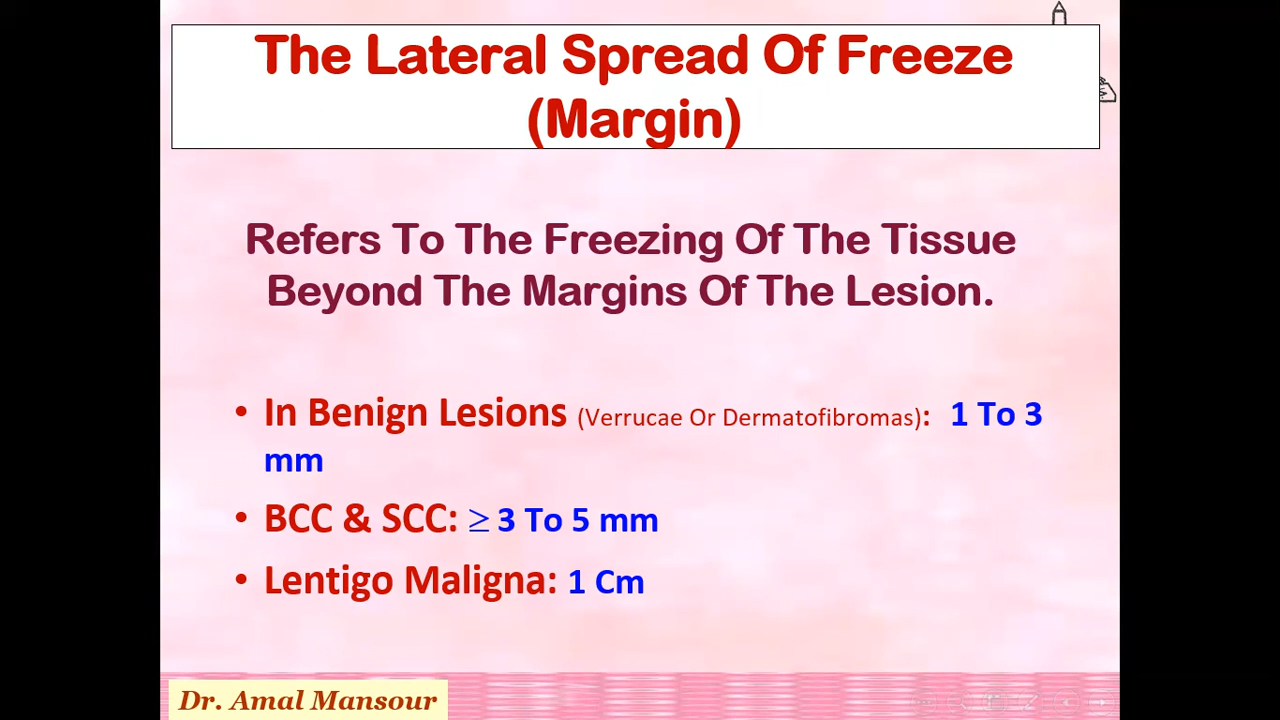 The Lateral Spread Of Freeze
(Margin)
Refers To The Freezing Of The Tissue
Beyond The Margins Of The Lesion.
• In Benign Lesions (Verrucae Or Dermatofibromas): 1 To 3
mm
• BCC & SCC: ≥ 3 To 5 mm
• Lentigo Maligna: 1 Cm
Dr. Amal Mansour